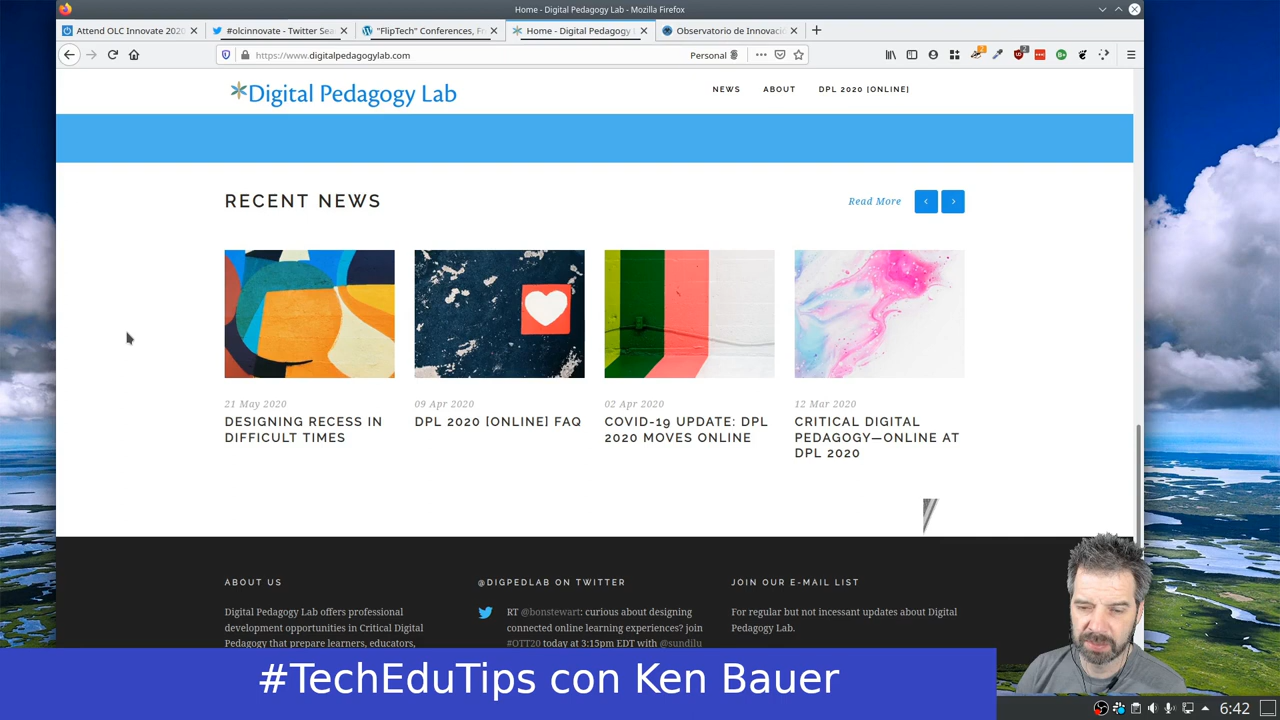 Home - Digital Pedagogy Lab - Mozilla Firefox
Attend OLC Innovate 2020
#olcinnovate - Twitter Sea
"FlipTech" Conferences, Fr
Home - Digital Pedagogy L
Observatorio de Innovació
https://www.digitalpedagogylab.com
Personal
Digital Pedagogy Lab
NEWS
ABOUT
DPL 2020 [ONLINE]
RECENT NEWS
Read More
21 May 2020
DESIGNING RECESS IN
DIFFICULT TIMES
09 Apr 2020
DPL 2020 [ONLINE] FAQ
02 Apr 2020
COVID-19 UPDATE: DPL
2020 MOVES ONLINE
12 Mar 2020
CRITICAL DIGITAL
PEDAGOGY—ONLINE AT
DPL 2020
ABOUT US
Digital Pedagogy Lab offers professional
development opportunities in Critical Digital
Pedagogy that prepare learners, educators,
@DIGPEDLAB ON TWITTER
RT @bonstewart: curious about designing
connected online learning experiences? join
#OTT20 today at 3:15pm EDT with @sundilu
JOIN OUR E-MAIL LIST
For regular but not incessant updates about Digital
Pedagogy Lab.
#TechEduTips con Ken Bauer
6:42